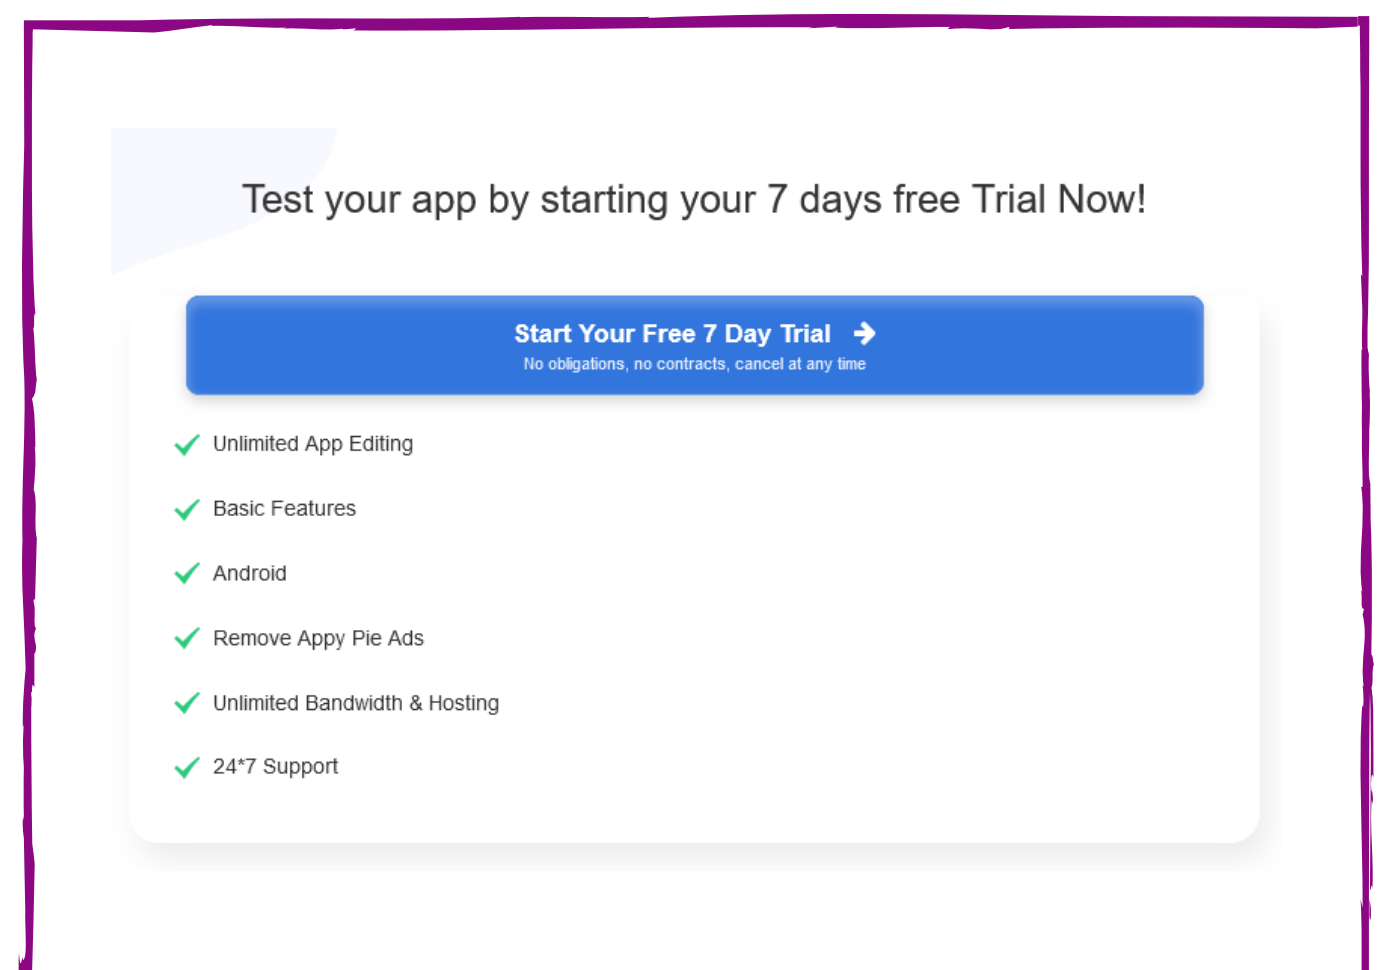 Test your app by starting your 7 days free Trial Now!
Start Your Free 7 Day Trial
No obligations, no contracts, cancel at any time
Unlimited App Editing
Basic Features
Android
Remove Appy Pie Ads
Unlimited Bandwidth & Hosting
24*7 Support